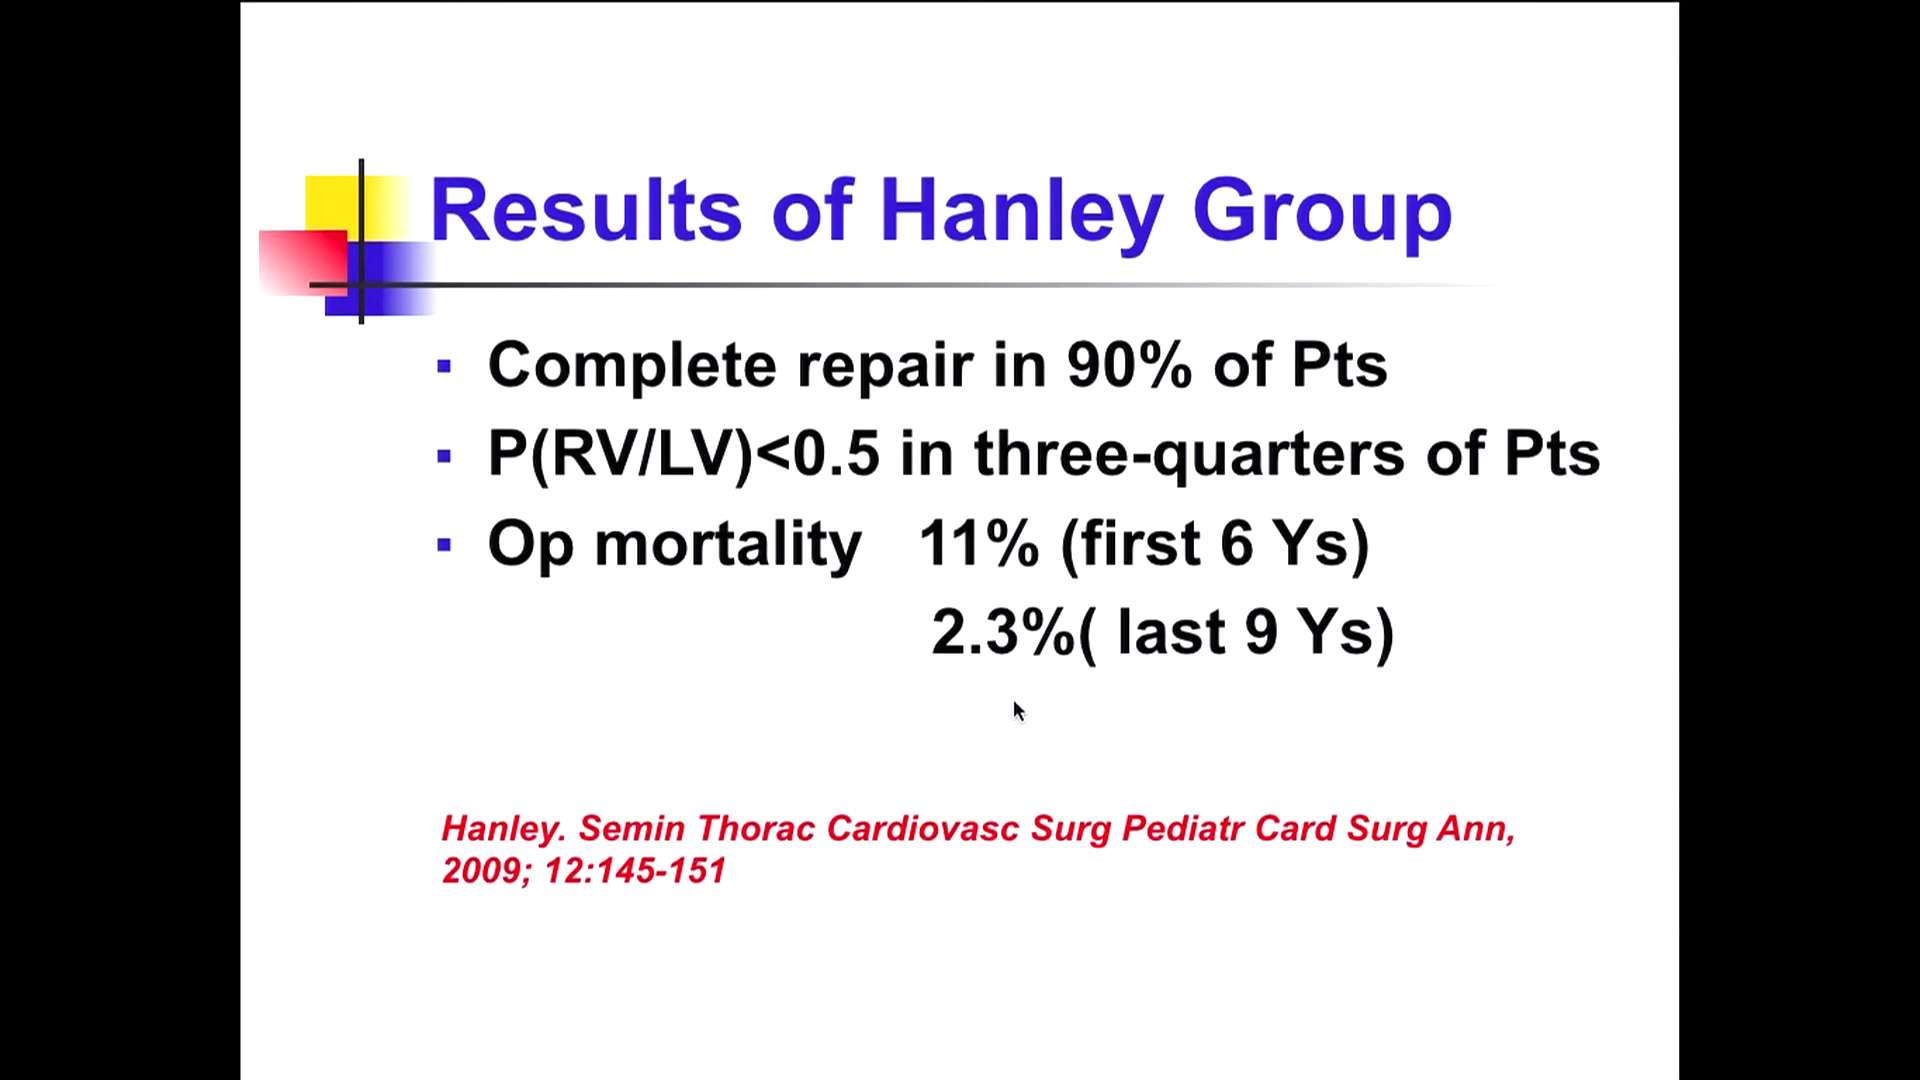 Results of Hanley Group
▪ Complete repair in 90% of Pts
▪ P(RV/LV)<0.5 in three-quarters of Pts
▪ Op mortality 11% (first 6 Ys)
2.3%( last 9 Ys)
Hanley. Semin Thorac Cardiovasc Surg Pediatr Card Surg Ann,
2009; 12:145-151